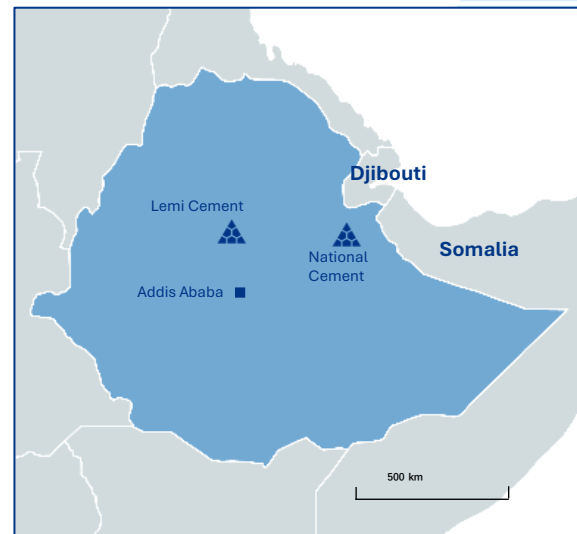 Djibouti
Lemi Cement
Somalia
National
Cement
Addis Ababa
500 km